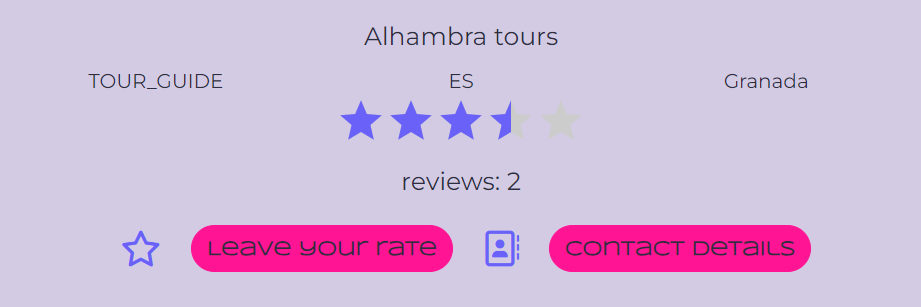 Alhambra tours
TOUR_GUIDE ES Granada
reviews: 2
Leave your rate Contact Details